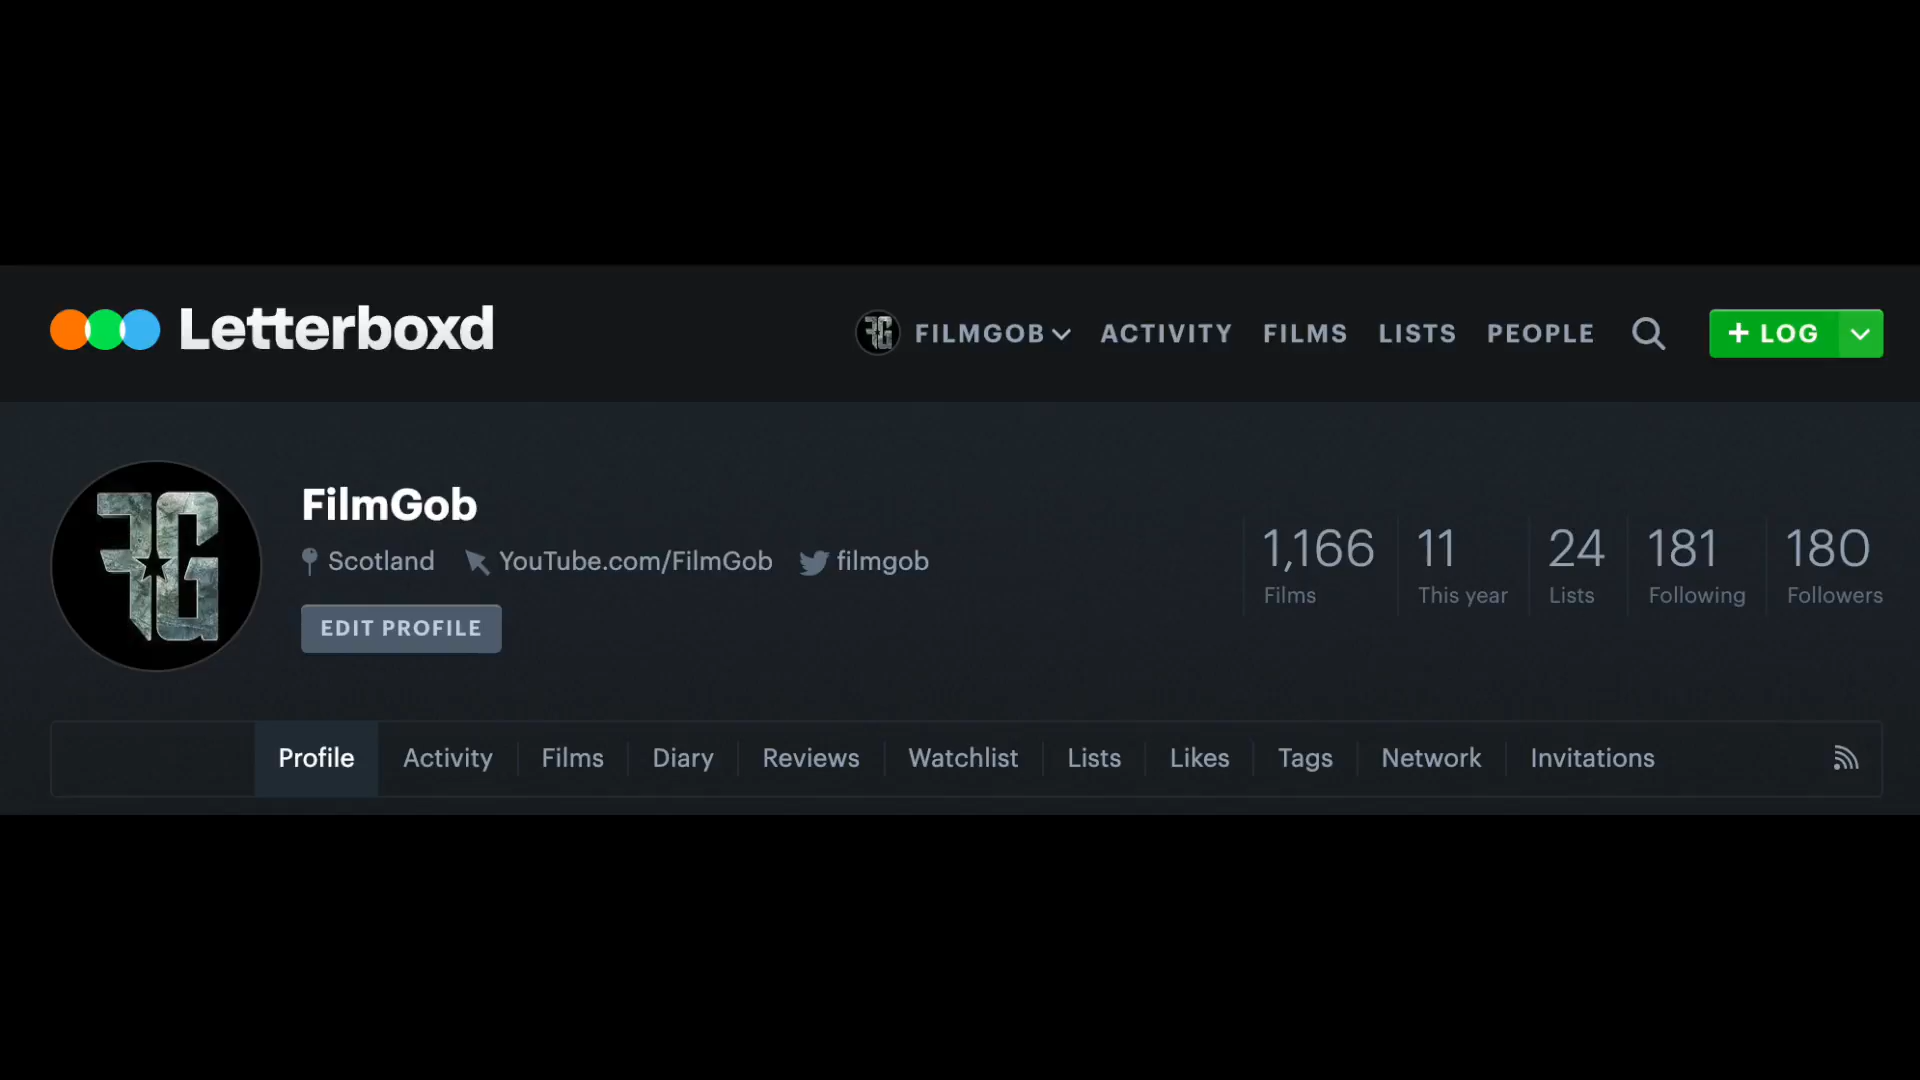 Letterboxd
FILMGOB ACTIVITY FILMS LISTS PEOPLE + LOG
FG
FilmGob
Scotland YouTube.com/FilmGob filmgob
EDIT PROFILE
1,166 11 24 181 180
Films This year Lists Following Followers
Profile Activity Films Diary Reviews Watchlist Lists Likes Tags Network Invitations